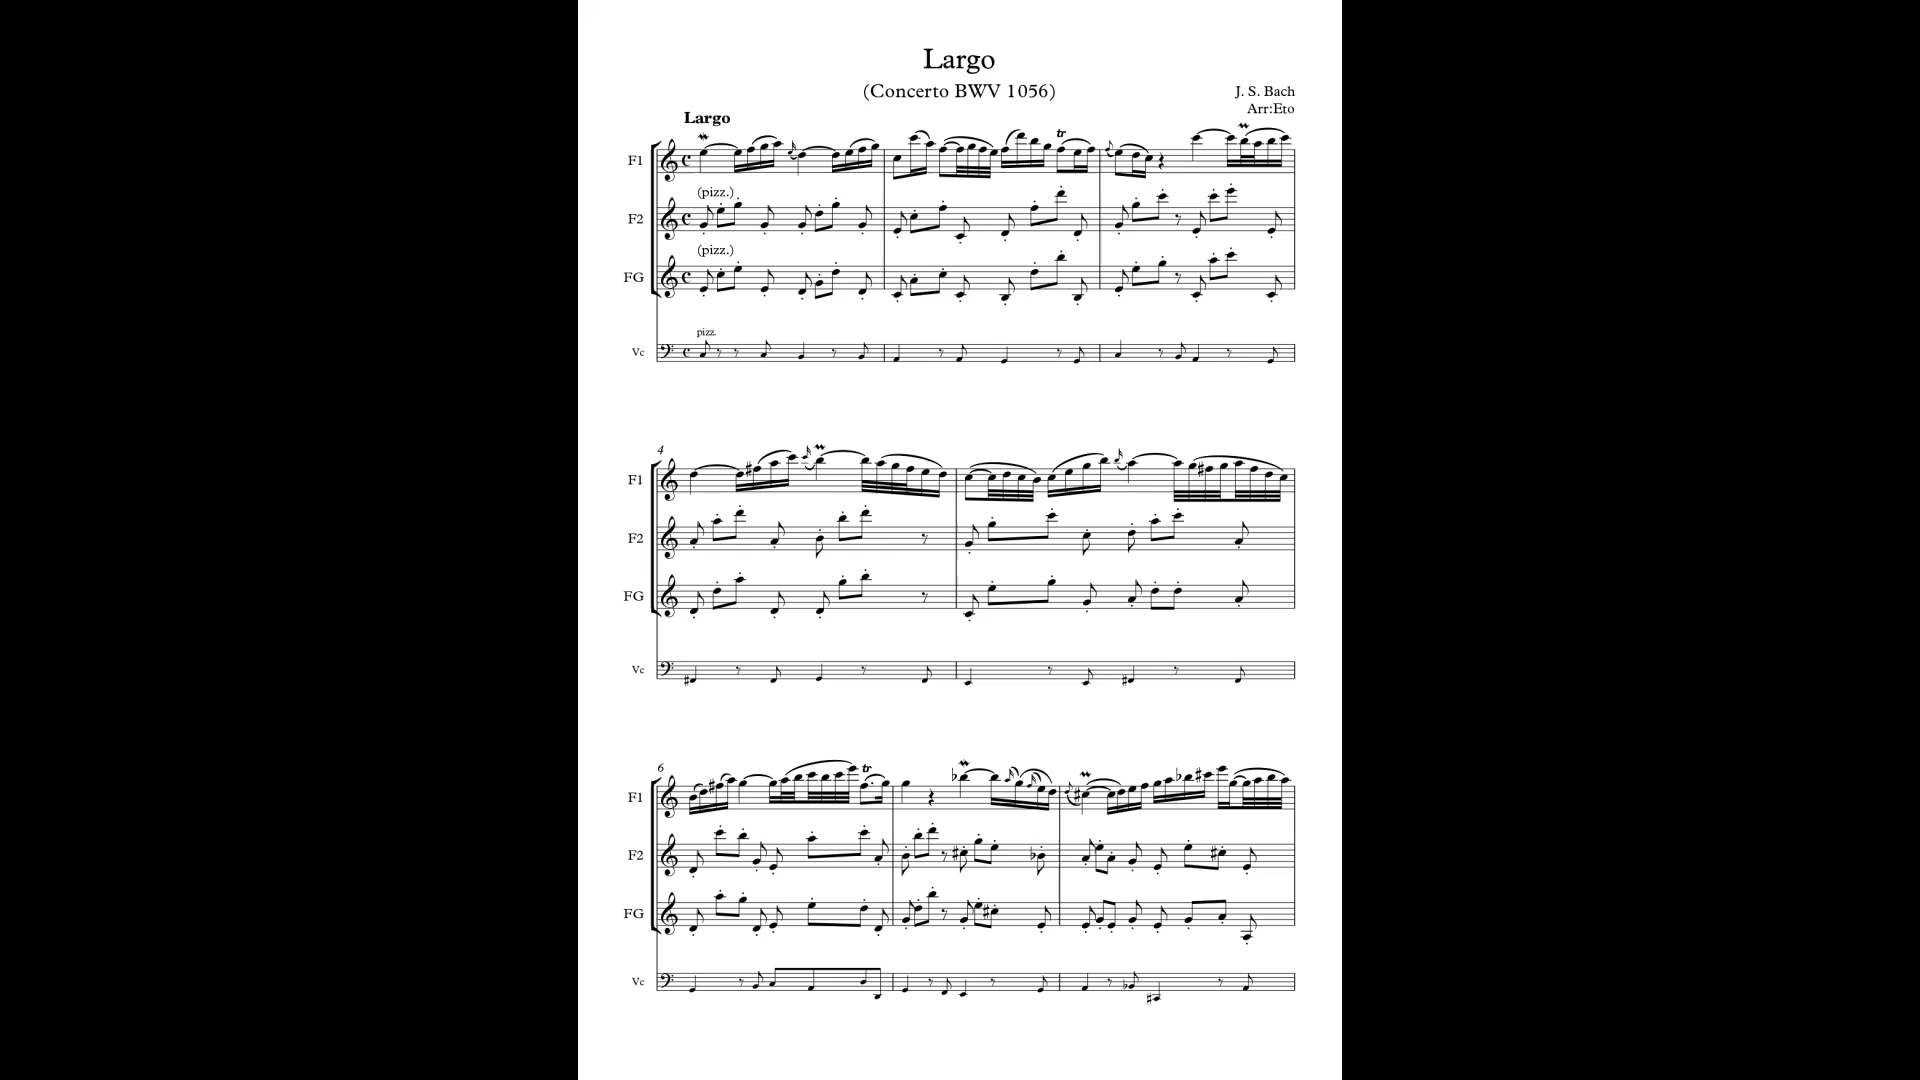 Largo
(Concerto BWV 1056)
J. S. Bach
Arr:Eto
Largo
F1
(pizz.)
F2
(pizz.)
FG
pizz.
Vc
4
F1
F2
FG
Vc
6
F1
F2
FG
Vc